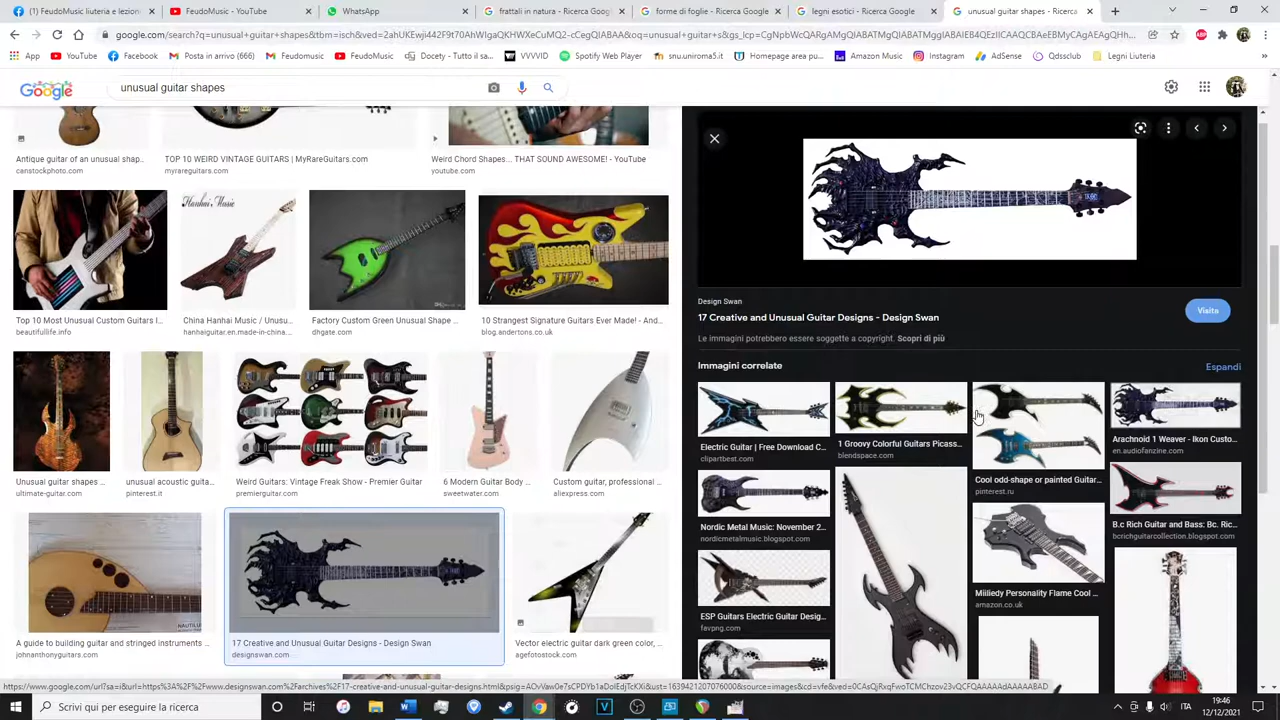 FeudoMusic liuteria e lezioni
(1) YouTube
WhatsApp
frattali in natura - Ricerca Goog
forme di foglie - Ricerca Google
legni esotici - Ricerca Google
unusual guitar shapes - Ricerca
App
YouTube
Facebook
Posta in arrivo (666)
Feudomusic
FeudoMusic
Docety - Tutto il sa...
VVVVID
Spotify Web Player
snu.uniroma5.it
Homepage area pu...
Amazon Music
Instagram
AdSense
Qdssclub
Legni Liuteria
Google
unusual guitar shapes
Antique guitar of an unusual shap...
canstockphoto.com
TOP 10 WEIRD VINTAGE GUITARS | MyRareGuitars.com
myrareguitars.com
Weird Chord Shapes... THAT SOUND AWESOME! - YouTube
youtube.com
Hanhai Music
Top 10 Most Unusual Custom Guitars I...
beautifullife.info
China Hanhai Music / Unusu...
hanhaiguitar.en.made-in-china...
Factory Custom Green Unusual Shape ...
dhgate.com
10 Strangest Signature Guitars Ever Made! - And...
blog.andertons.co.uk
Unusual guitar shapes ...
ultimate-guitar.com
unusual acoustic guita...
pinterest.it
Weird Guitars: Vintage Freak Show - Premier Guitar
premierguitar.com
6 Modern Guitar Body ...
sweetwater.com
Custom guitar, professional ...
aliexpress.com
NAUTILUS
A guide to building guitar and stringed instruments ...
johnanthonyguitars.com
17 Creative and Unusual Guitar Designs - Design Swan
designswan.com
Vector electric guitar dark green color, ...
agefotostock.com
Design Swan
17 Creative and Unusual Guitar Designs - Design Swan
Visita
Le immagini potrebbero essere soggette a copyright. Scopri di più
Immagini correlate
Espandi
Electric Guitar | Free Download C...
clipartbest.com
1 Groovy Colorful Guitars Picass...
blendspace.com
Cool odd-shape or painted Guitar...
pinterest.ru
Arachnoid 1 Weaver - Ikon Custo...
en.audiofanzine.com
Nordic Metal Music: November 2...
nordicmetalmusic.blogspot.com
B.c Rich Guitar and Bass: Bc. Ric...
bcrichguitarcollection.blogspot.com
Miiliedy Personality Flame Cool ...
amazon.co.uk
ESP Guitars Electric Guitar Desig...
favpng.com
Scrivi qui per eseguire la ricerca
ITA
19:46
12/12/2021